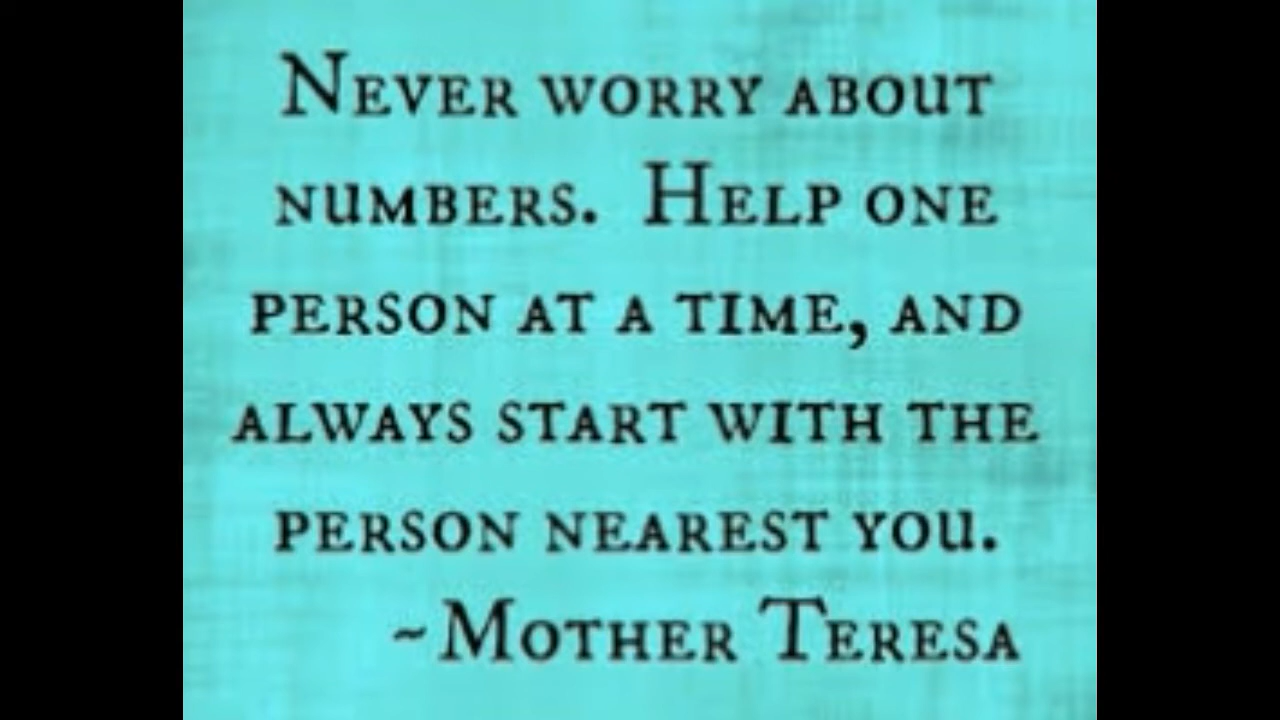 Never worry about
numbers.  Help one
person at a time, and
always start with the
person nearest you.
~Mother Teresa